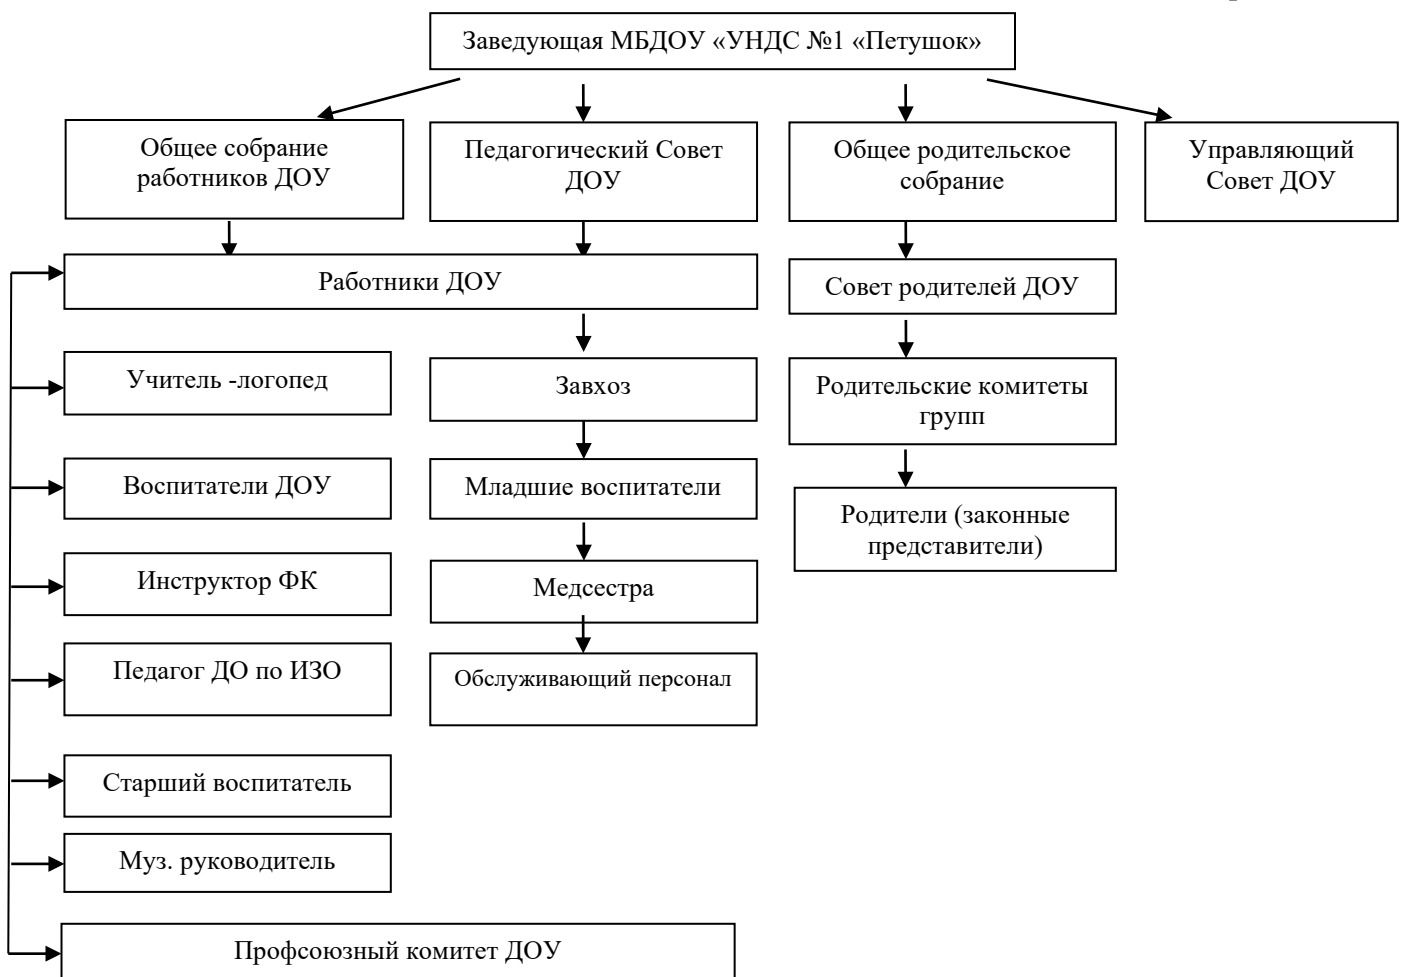 Заведующая МБДОУ «УНДС №1 «Петушок»
Общее собрание
работников ДОУ
Педагогический Совет
ДОУ
Общее родительское
собрание
Управляющий
Совет ДОУ
Работники ДОУ
Совет родителей ДОУ
Учитель -логопед
Завхоз
Родительские комитеты
групп
Воспитатели ДОУ
Младшие воспитатели
Родители (законные
представители)
Инструктор ФК
Медсестра
Педагог ДО по ИЗО
Обслуживающий персонал
Старший воспитатель
Муз. руководитель
Профсоюзный комитет ДОУ